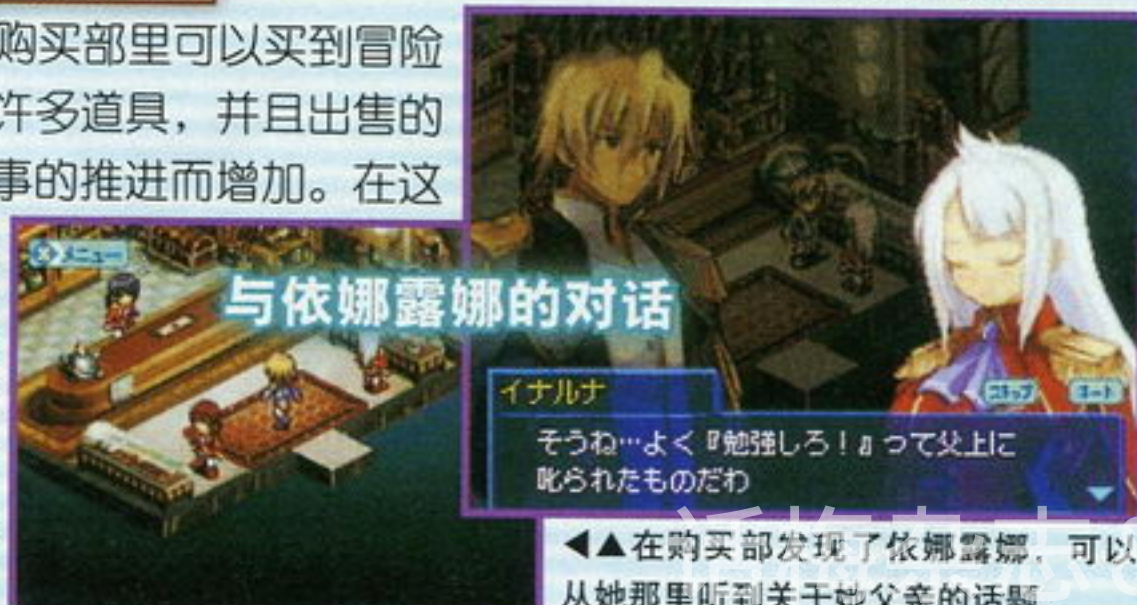 购买部里可以买到冒险
许多道具，并且出售的
事的推进而增加。在这
メニュー
与依娜露娜的对话
イナルナ
スキップ
オート
そうね…よく『勉強しろ！』って父上に
叱られたものだわ
◀▲在购买部发现了依娜露娜，可以
从她那里听到关于她父亲的话题